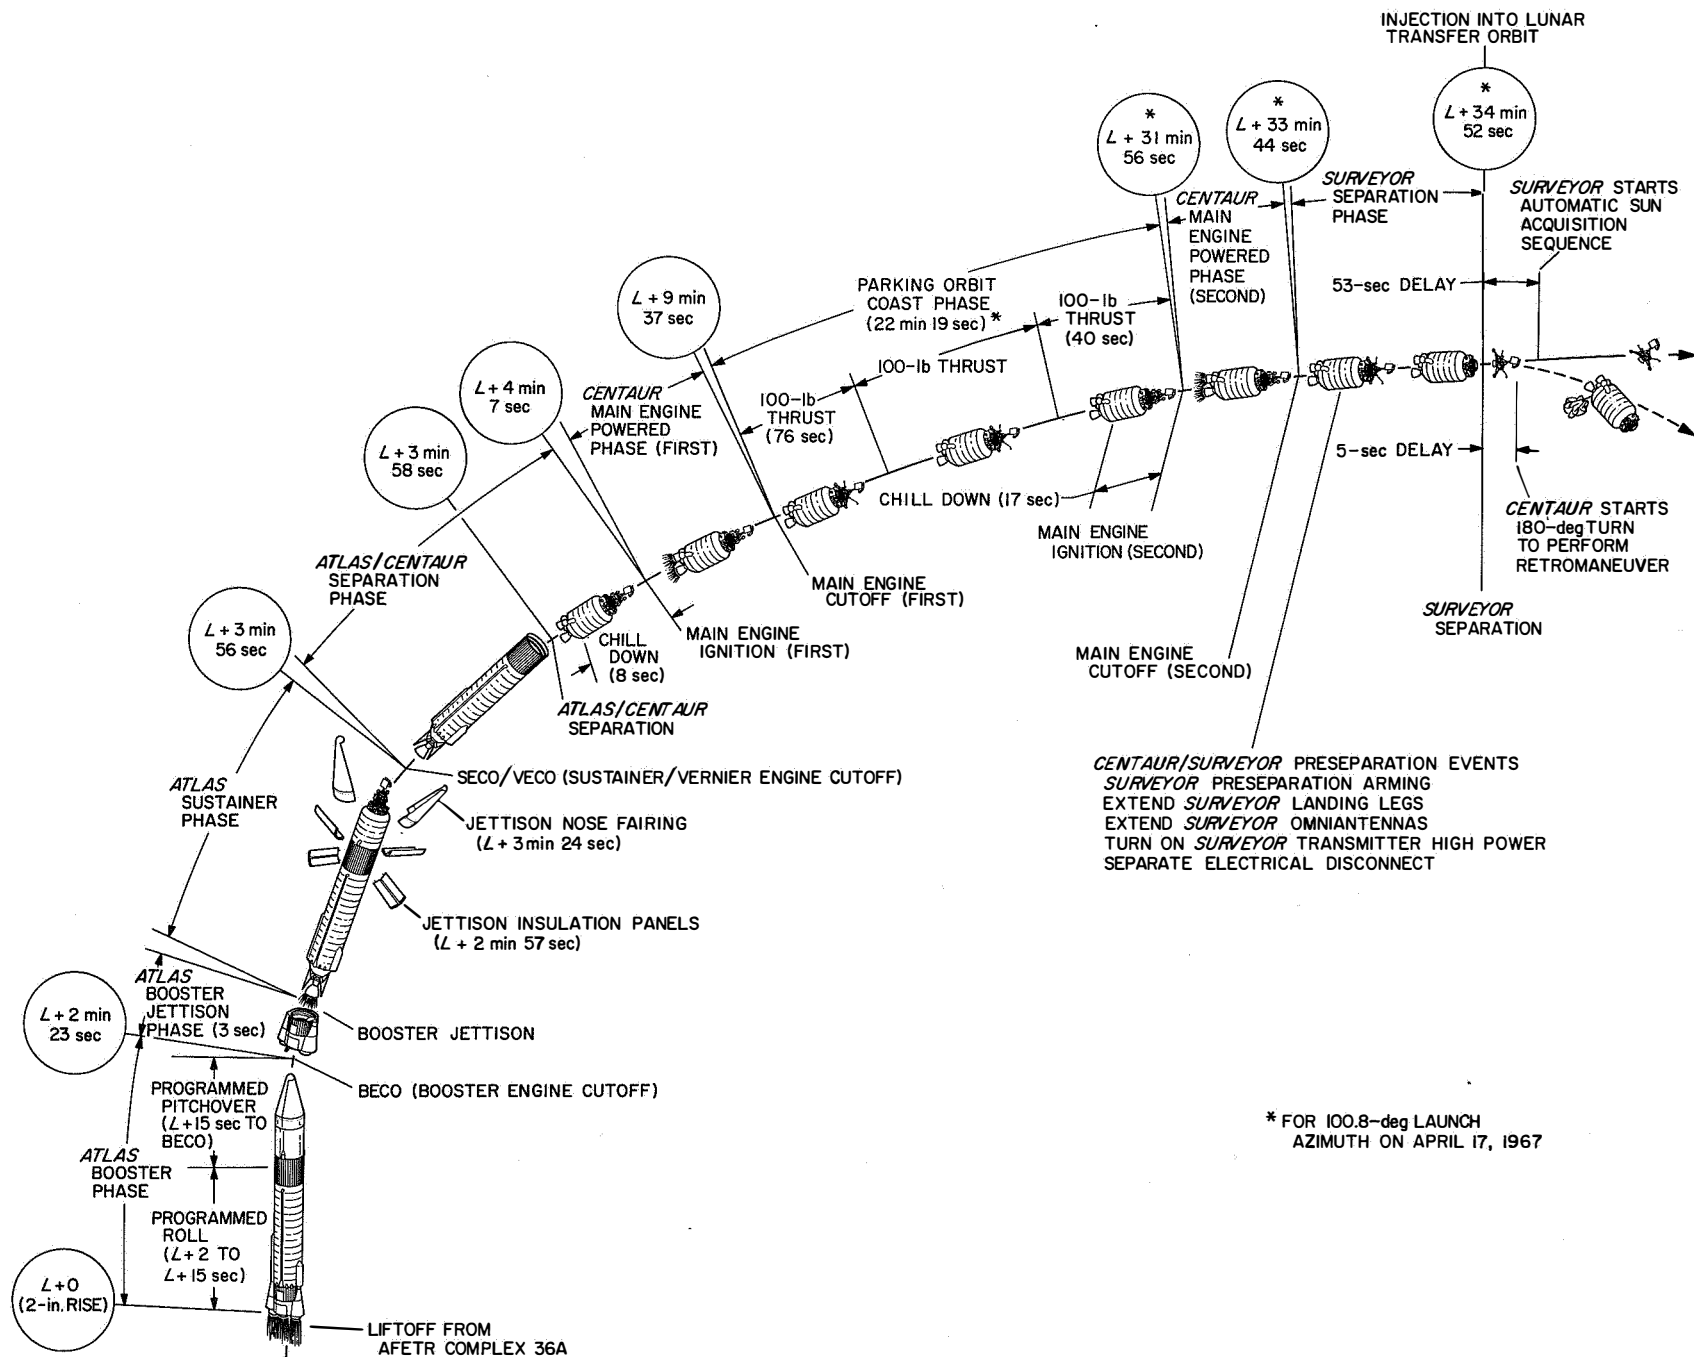 INJECTION INTO LUNAR
TRANSFER ORBIT
*
L + 34 min
52 sec
*
L + 33 min
44 sec
*
L + 31 min
56 sec
SURVEYOR
SEPARATION
PHASE
SURVEYOR STARTS
AUTOMATIC SUN
ACQUISITION
SEQUENCE
CENTAUR
MAIN
ENGINE
POWERED
PHASE
(SECOND)
53-sec DELAY
PARKING ORBIT
COAST PHASE
(22 min 19 sec) *
100-lb
THRUST
(40 sec)
L + 9 min
37 sec
100-lb THRUST
100-lb
THRUST
(76 sec)
CENTAUR
MAIN ENGINE
POWERED
PHASE (FIRST)
L + 4 min
7 sec
L + 3 min
58 sec
5-sec DELAY
CHILL DOWN (17 sec)
MAIN ENGINE
IGNITION (SECOND)
CENTAUR STARTS
180-deg TURN
TO PERFORM
RETROMANEUVER
ATLAS/CENTAUR
SEPARATION
PHASE
MAIN ENGINE
CUTOFF (FIRST)
SURVEYOR
SEPARATION
L + 3 min
56 sec
CHILL
DOWN
(8 sec)
MAIN ENGINE
IGNITION (FIRST)
MAIN ENGINE
CUTOFF (SECOND)
ATLAS/CENTAUR
SEPARATION
SECO/VECO (SUSTAINER/VERNIER ENGINE CUTOFF)
CENTAUR/SURVEYOR PRESEPARATION EVENTS
SURVEYOR PRESEPARATION ARMING
EXTEND SURVEYOR LANDING LEGS
EXTEND SURVEYOR OMNIANTENNAS
TURN ON SURVEYOR TRANSMITTER HIGH POWER
SEPARATE ELECTRICAL DISCONNECT
ATLAS
SUSTAINER
PHASE
JETTISON NOSE FAIRING
(L + 3 min 24 sec)
JETTISON INSULATION PANELS
(L + 2 min 57 sec)
ATLAS
BOOSTER
JETTISON
PHASE (3 sec)
L + 2 min
23 sec
BOOSTER JETTISON
BECO (BOOSTER ENGINE CUTOFF)
PROGRAMMED
PITCHOVER
(L+15 sec TO
BECO)
ATLAS
BOOSTER
PHASE
PROGRAMMED
ROLL
(L+2 TO
L+15 sec)
L+0
(2-in. RISE)
LIFTOFF FROM
AFETR COMPLEX 36A
* FOR 100.8-deg LAUNCH
AZIMUTH ON APRIL 17, 1967